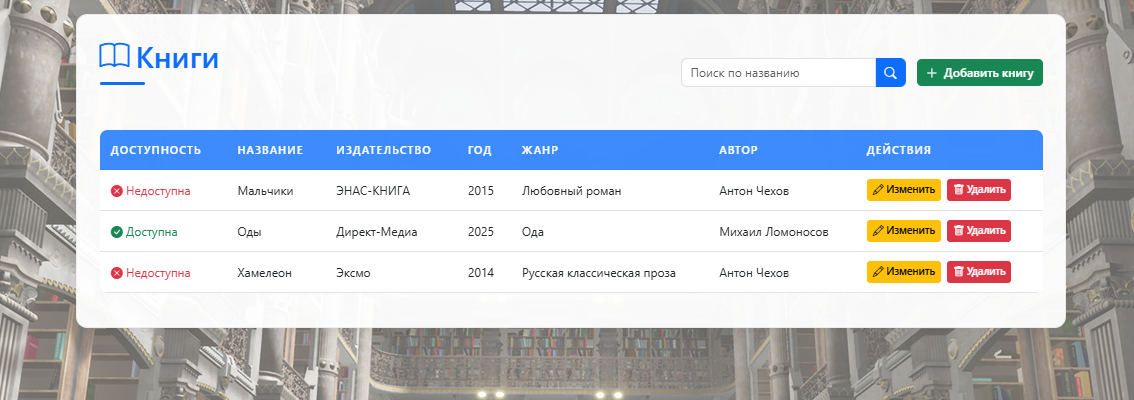 Книги
Поиск по названию
Добавить книгу
ДОСТУПНОСТЬ НАЗВАНИЕ ИЗДАТЕЛЬСТВО ГОД ЖАНР АВТОР ДЕЙСТВИЯ
Недоступна Мальчики ЭНАС-КНИГА 2015 Любовный роман Антон Чехов Изменить Удалить
Доступна Оды Директ-Медиа 2025 Ода Михаил Ломоносов Изменить Удалить
Недоступна Хамелеон Эксмо 2014 Русская классическая проза Антон Чехов Изменить Удалить